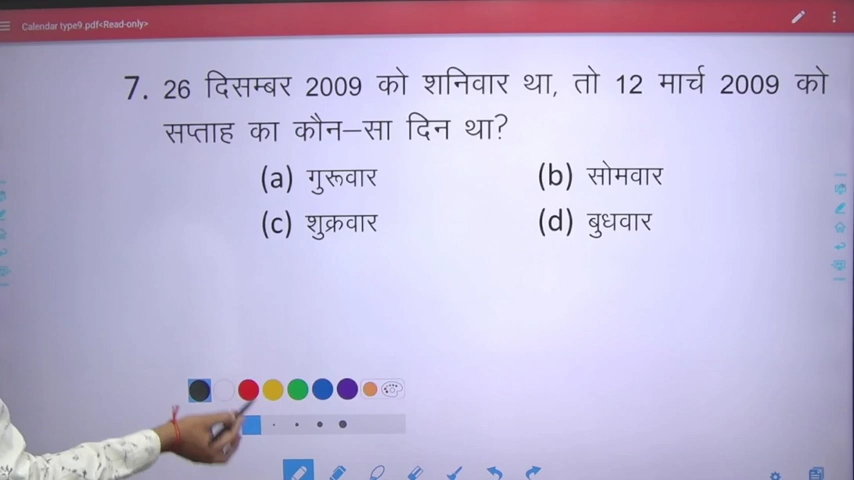 Calendar type9.pdf<Read-only>
7. 26 दिसम्बर 2009 को शनिवार था, तो 12 मार्च 2009 को
सप्ताह का कौन–सा दिन था?
(a) गुरूवार (b) सोमवार
(c) शुक्रवार (d) बुधवार